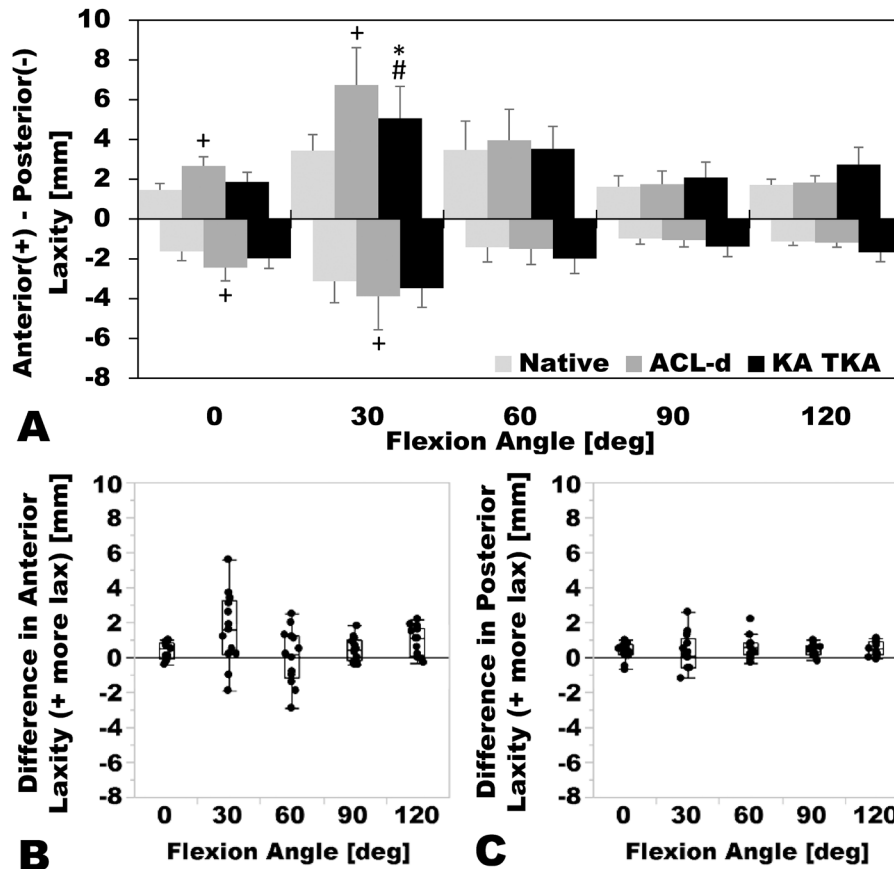 Anterior(+) - Posterior(-)
Laxity [mm]
10
8
6
4
2
0
-2
-4
-6
-8
+
+
+
*
#
+
Native ACL-d KA TKA
0 30 60 90 120
Flexion Angle [deg]
A
Difference in Anterior
Laxity (+ more lax) [mm]
10
8
6
4
2
0
-2
-4
-6
-8
0 30 60 90 120
Flexion Angle [deg]
B
Difference in Posterior
Laxity (+ more lax) [mm]
10
8
6
4
2
0
-2
-4
-6
-8
0 30 60 90 120
Flexion Angle [deg]
C